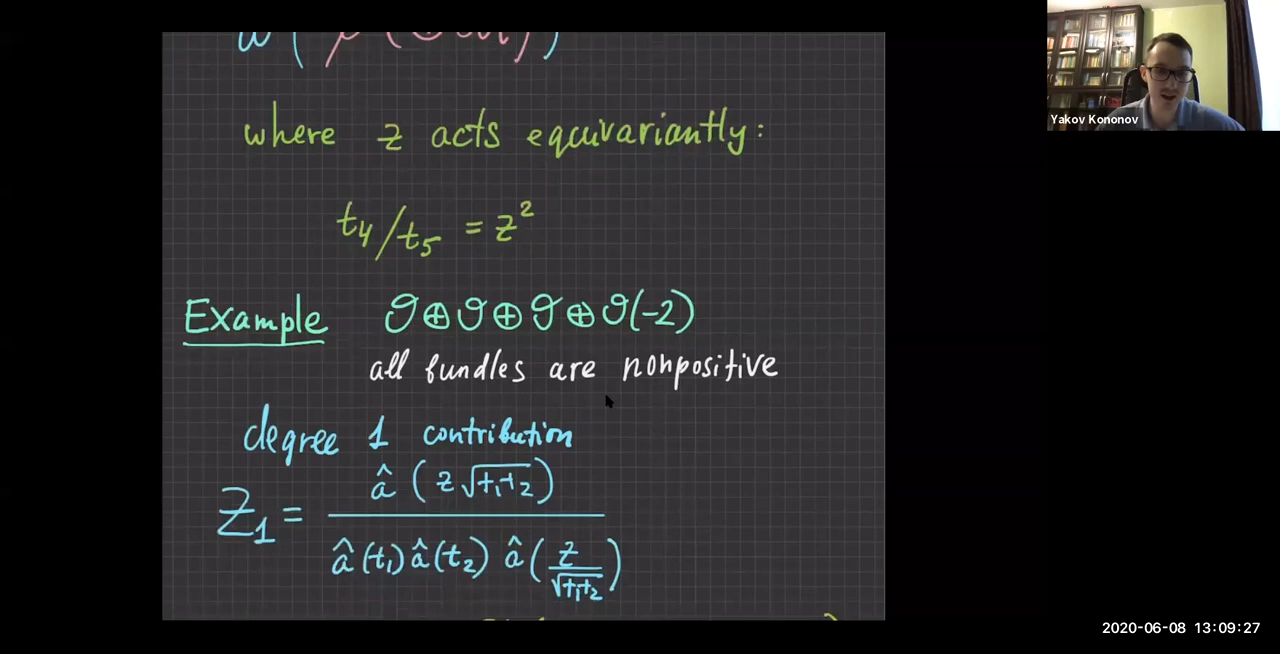 where z acts equivariantly:
t₄/t₅ = z²
Example 𝒪⊕𝒪⊕𝒪⊕𝒪(-2)
all bundles are nonpositive
degree 1 contribution
Z₁ = â(z√t₁t₂) / â(t₁)â(t₂) â(z/√t₁t₂)
Yakov Kononov
2020-06-08 13:09:27